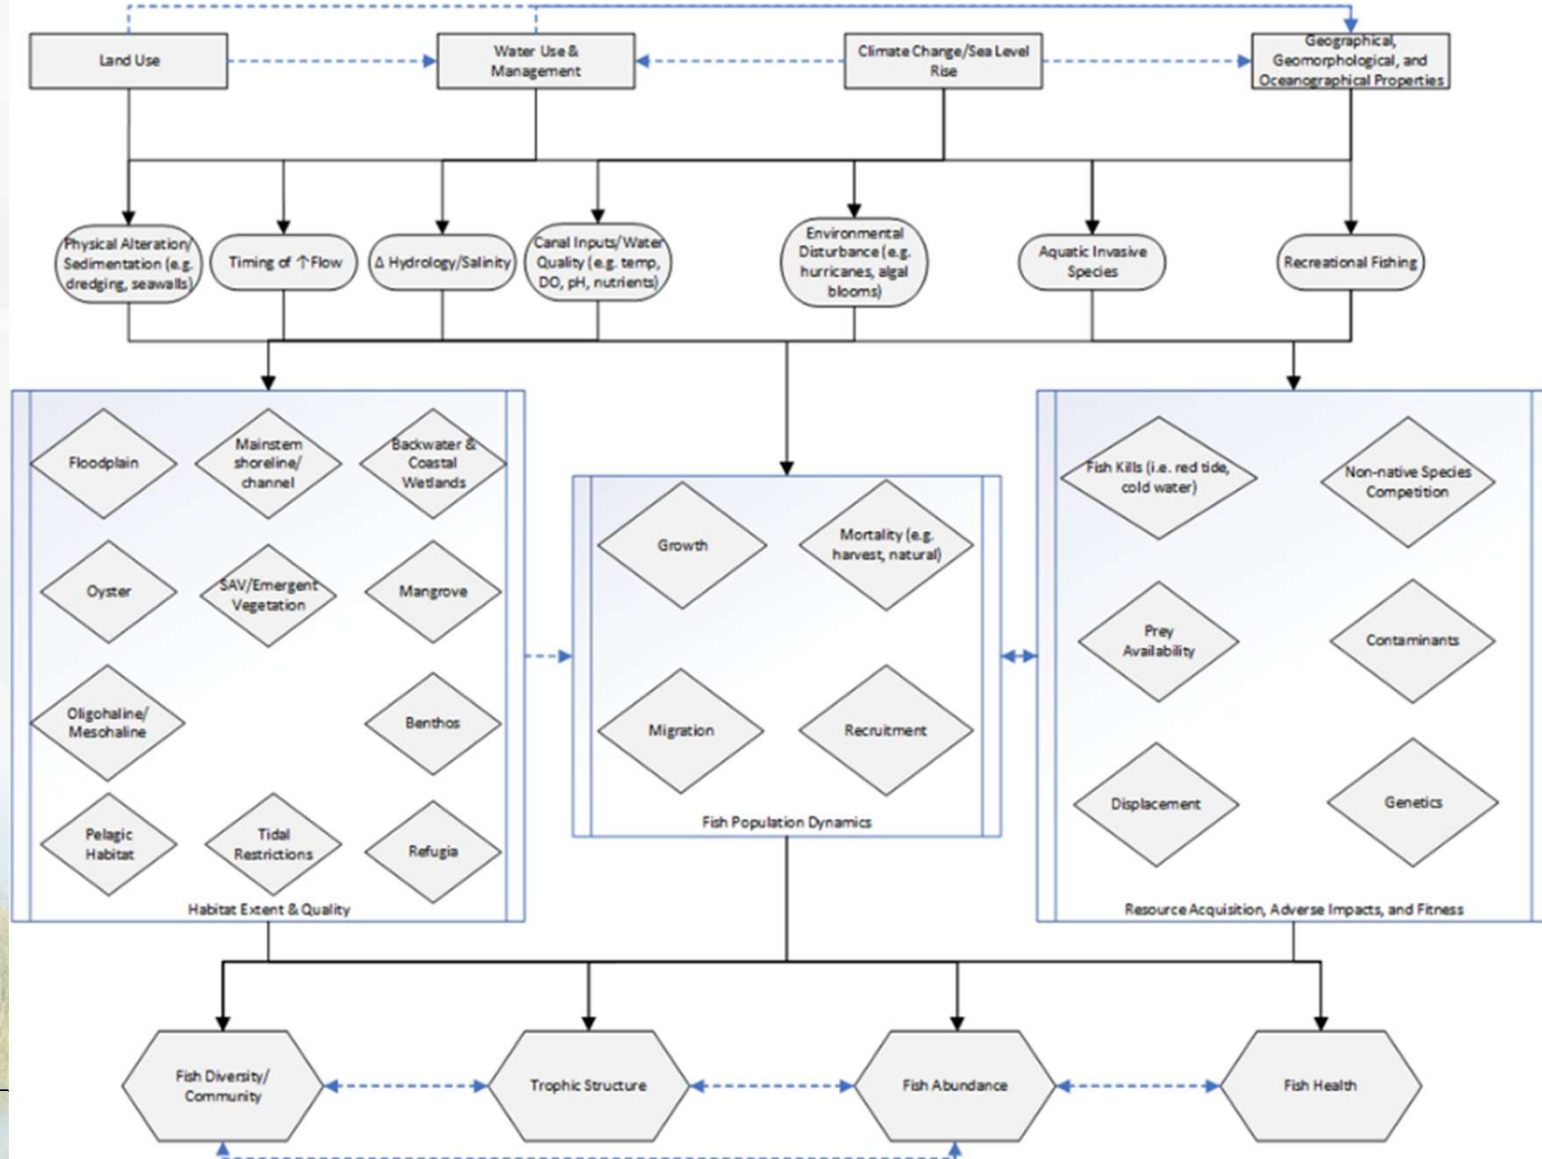 Land Use
Water Use &
Management
Climate Change/Sea Level
Rise
Geographical,
Geomorphological, and
Oceanographical Properties
Physical Alteration/
Sedimentation (e.g.
dredging, seawalls)
Timing of ↑Flow
Δ Hydrology/Salinity
Canal Inputs/Water
Quality (e.g. temp,
DO, pH, nutrients)
Environmental
Disturbance (e.g.
hurricanes, algal
blooms)
Aquatic Invasive
Species
Recreational Fishing
Floodplain
Mainstem
shoreline/
channel
Backwater &
Coastal
Wetlands
Oyster
SAV/Emergent
Vegetation
Mangrove
Oligohaline/
Mesohaline
Benthos
Pelagic
Habitat
Tidal
Restrictions
Refugia
Habitat Extent & Quality
Growth
Mortality (e.g.
harvest, natural)
Migration
Recruitment
Fish Population Dynamics
Fish Kills (i.e. red tide,
cold water)
Non-native Species
Competition
Prey
Availability
Contaminants
Displacement
Genetics
Resource Acquisition, Adverse Impacts, and Fitness
Fish Diversity/
Community
Trophic Structure
Fish Abundance
Fish Health